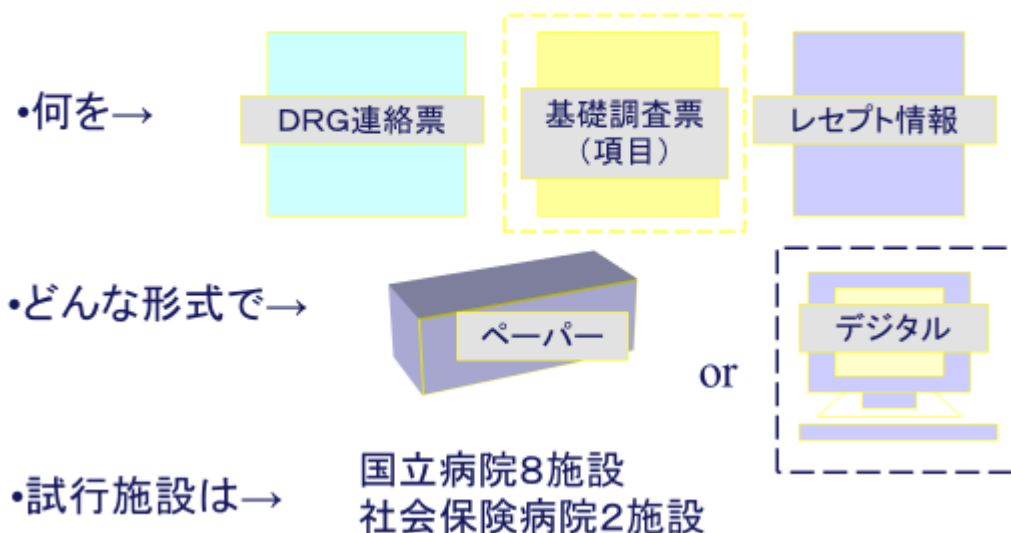 •何を→
DRG連絡票
基礎調査票
（項目）
レセプト情報
•どんな形式で→
ペーパー
or
デジタル
•試行施設は→
国立病院８施設
社会保険病院２施設